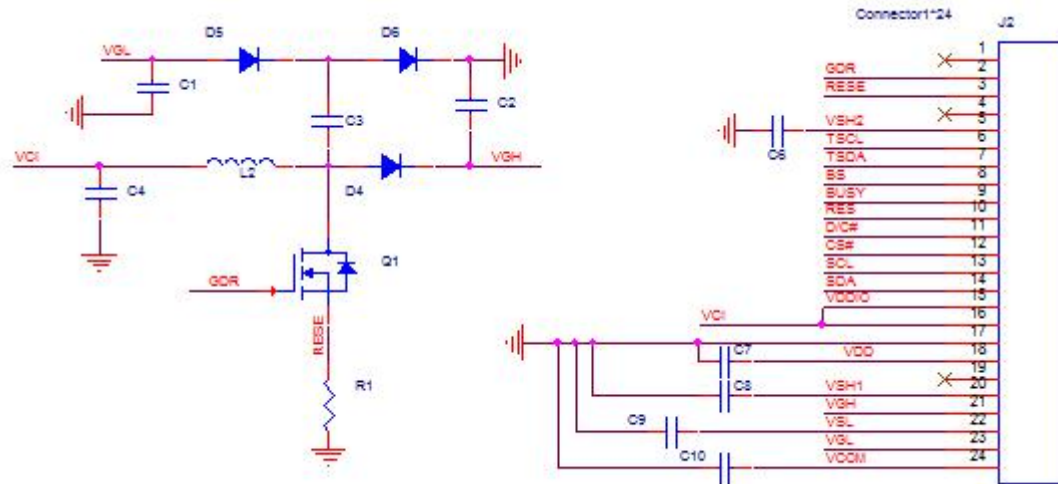 Connector1*24
J2
D5
D6
VGL
C1
C2
C3
VCI
L2
D4
VGH
C4
Q1
GDR
RESE
R1
1
2
GDR
3
RESE
4
5
VSH2
C6
6
TSCL
7
TSDA
8
BS
9
BUSY
10
RES
11
D/C#
12
CS#
13
SCL
14
SDA
15
VDDIO
16
VCI
17
C7
VDD
18
19
20
C8
VSH1
21
VGH
C9
22
VSL
23
VGL
C10
24
VCOM